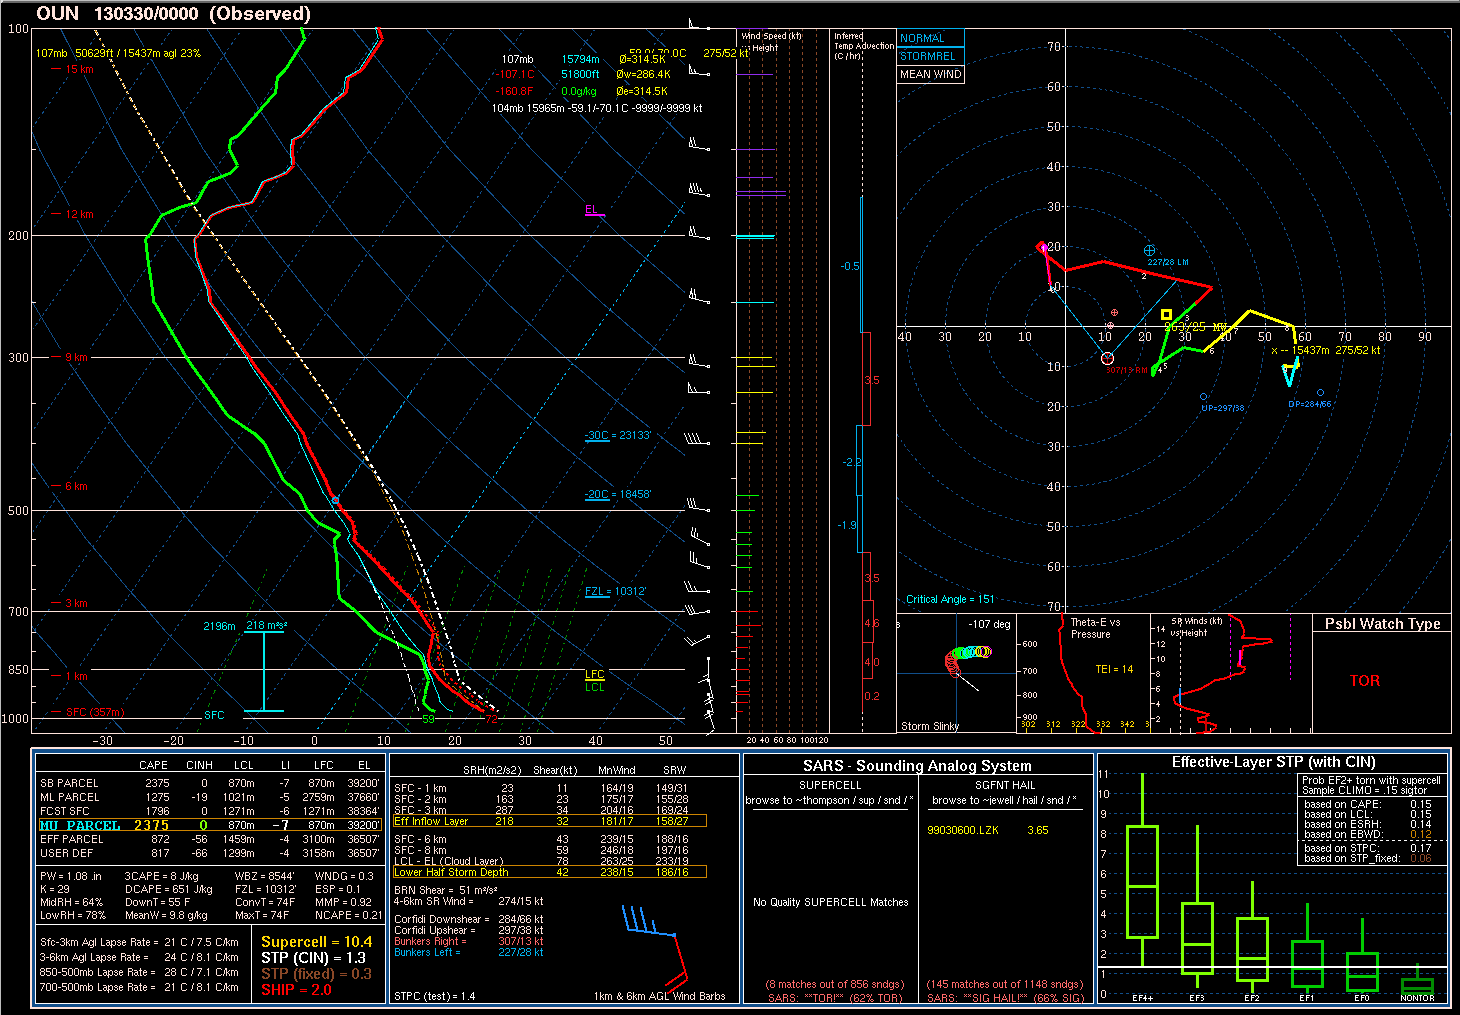 OUN 130330/0000 (Observed)
107mb 50629ft / 15437m agl 23%
275/52 kt
107mb 15794m Ø=314.5K
-107.1C 51800ft Øw=286.4K
-160.8F 0.0g/kg Øe=314.5K
104mb 15965m -59.1/-70.1C -9999/-9999 kt
100
200
300
500
700
850
1000
15 km
12 km
9 km
6 km
3 km
1 km
SFC (357m)
EL
-30C = 23133'
-20C = 18458'
FZL = 10312'
LFC
LCL
2196m 218 m²s²
SFC
59 72
-30 -20 -10 0 10 20 30 40 50
Wind Speed (kt)
Height
20 40 60 80 100120
Inferred
Temp Advection
(C / hr)
-0.5
3.5
-2.2
-1.9
3.5
4.6
4.0
0.2
NORMAL
STORMREL
MEAN WIND
70
60
50
40
30
20
10
40 30 20 10 10 20 30 40 50 60 70 80 90
10
20
30
40
50
60
70
227/28 LM
263/25 MW
307/13 RM
x -- 15437m 275/52 kt
UP=297/38
DP=284/66
Critical Angle = 151
-107 deg
Storm Slinky
Theta-E vs
Pressure
TEI = 14
600
700
800
900
302 312 322 332 342
SR Winds (kt)
vs Height
14
12
10
8
6
4
2
Psbl Watch Type
TOR
CAPE CINH LCL LI LFC EL
SB PARCEL 2375 0 870m -7 870m 39200'
ML PARCEL 1275 -19 1021m -5 2759m 37660'
FCST SFC 1796 0 1271m -6 1271m 38364'
MU PARCEL 2375 0 870m -7 870m 39200'
EFF PARCEL 872 -56 1459m -4 3100m 36507'
USER DEF 817 -66 1299m -4 3158m 36507'
PW = 1.08 .in 3CAPE = 8 J/kg WBZ = 8544' WNDG = 0.3
K = 29 DCAPE = 651 J/kg FZL = 10312' ESP = 0.1
MidRH = 64% DownT = 55 F ConvT = 74F MMP = 0.92
LowRH = 78% MeanW = 9.8 g/kg MaxT = 74F NCAPE = 0.21
Sfc-3km Agl Lapse Rate = 21 C / 7.5 C/km
3-6km Agl Lapse Rate = 24 C / 8.1 C/km
850-500mb Lapse Rate = 28 C / 7.1 C/km
700-500mb Lapse Rate = 21 C / 8.1 C/km
Supercell = 10.4
STP (CIN) = 1.3
STP (fixed) = 0.3
SHIP = 2.0
SRH(m2/s2) Shear(kt) MnWind SRW
SFC - 1 km 23 11 164/19 149/31
SFC - 2 km 163 23 175/17 155/28
SFC - 3 km 287 34 204/16 169/24
Eff Inflow Layer 218 32 181/17 158/27
SFC - 6 km 43 239/15 188/16
SFC - 8 km 59 246/18 197/16
LCL - EL (Cloud Layer) 78 263/25 233/19
Lower Half Storm Depth 42 238/15 186/16
BRN Shear = 51 m²/s²
4-6km SR Wind = 274/15 kt
Corfidi Downshear = 284/66 kt
Corfidi Upshear = 297/38 kt
Bunkers Right = 307/13 kt
Bunkers Left = 227/28 kt
STPC (test) = 1.4
1km & 6km AGL Wind Barbs
SARS - Sounding Analog System
SUPERCELL
browse to ~thompson / sup / snd / *
No Quality SUPERCELL Matches
(8 matches out of 856 sndgs)
SARS: **TOR!** (62% TOR)
SGFNT HAIL
browse to ~jewell / hail / snd / *
99030600.LZK 3.65
(145 matches out of 1148 sndgs)
SARS: **SIG HAIL!** (66% SIG)
Effective-Layer STP (with CIN)
Prob EF2+ torn with supercell
Sample CLIMO = .15 sigtor
based on CAPE: 0.15
based on LCL: 0.15
based on ESRH: 0.14
based on EBWD: 0.12
based on STPC: 0.17
based on STP_fixed: 0.06
11
10
9
8
7
6
5
4
3
2
1
0
EF4+ EF3 EF2 EF1 EF0 NONTOR